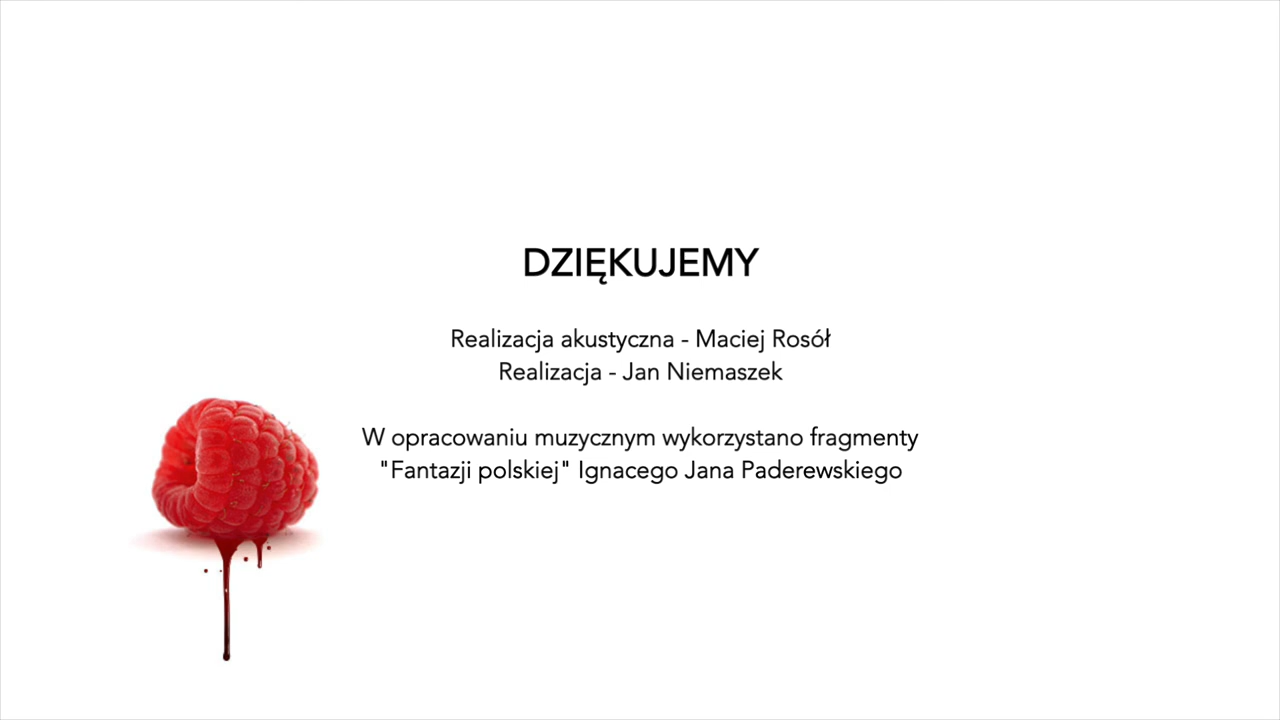 DZIĘKUJEMY
Realizacja akustyczna - Maciej Rosół
Realizacja - Jan Niemaszek
W opracowaniu muzycznym wykorzystano fragmenty
"Fantazji polskiej" Ignacego Jana Paderewskiego